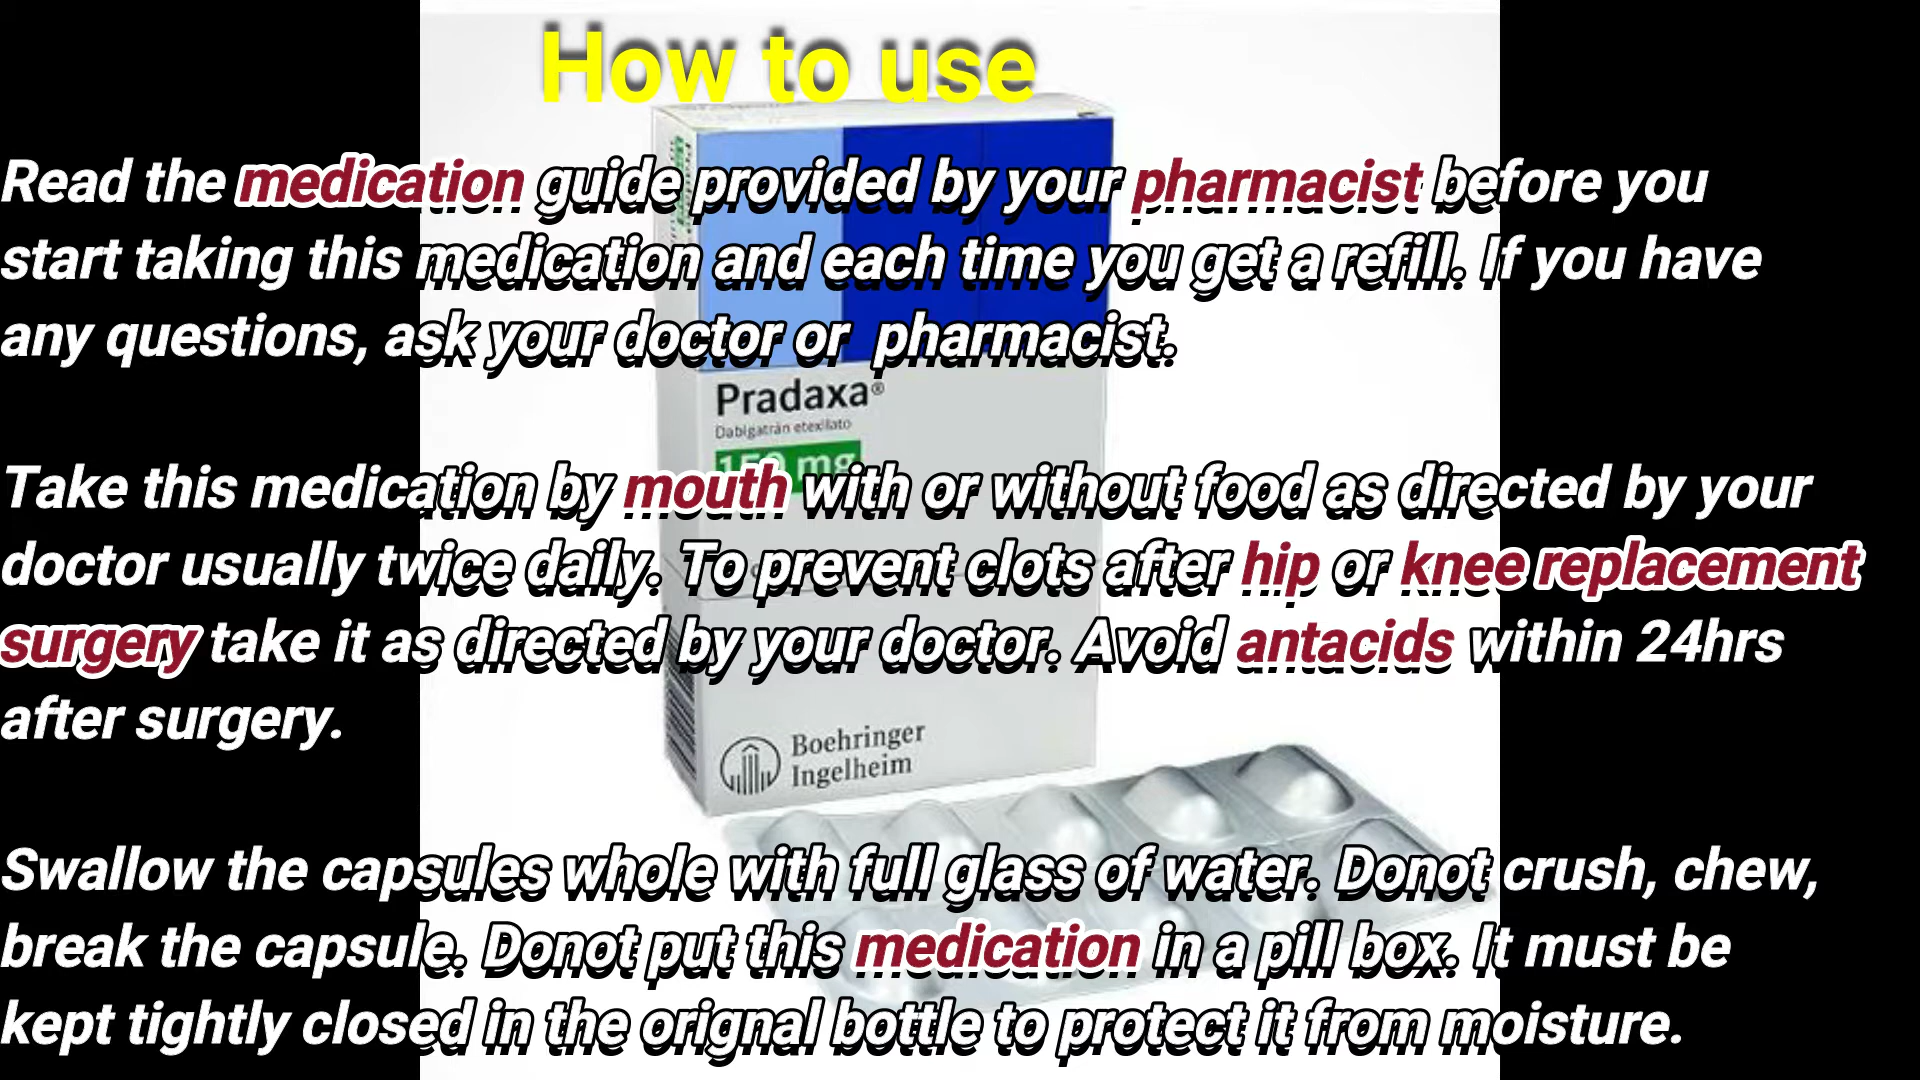 How to use
Read the medication guide provided by your pharmacist before you
start taking this medication and each time you get a refill. If you have
any questions, ask your doctor or pharmacist.
Pradaxa®
Dabigatrán etexilato
150 mg
Take this medication by mouth with or without food as directed by your
doctor usually twice daily. To prevent clots after hip or knee replacement
surgery take it as directed by your doctor. Avoid antacids within 24hrs
after surgery.
Boehringer
Ingelheim
Swallow the capsules whole with full glass of water. Donot crush, chew,
break the capsule. Donot put this medication in a pill box. It must be
kept tightly closed in the orignal bottle to protect it from moisture.